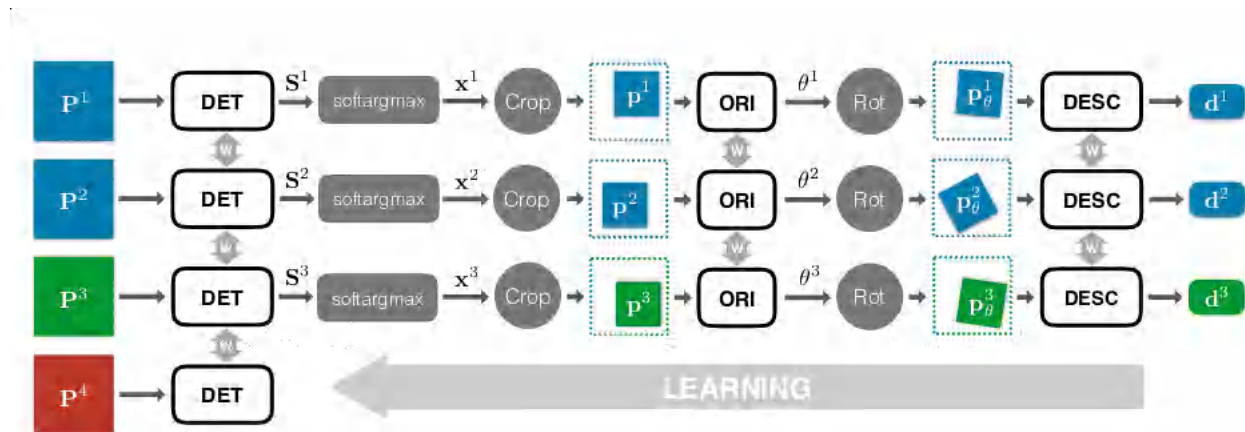 P¹ DET S¹ softargmax x¹ Crop p¹ ORI θ¹ Rot p¹θ DESC d¹
W W W
P² DET S² softargmax x² Crop p² ORI θ² Rot p²θ DESC d²
W W W
P³ DET S³ softargmax x³ Crop p³ ORI θ³ Rot p³θ DESC d³
W
P⁴ DET LEARNING